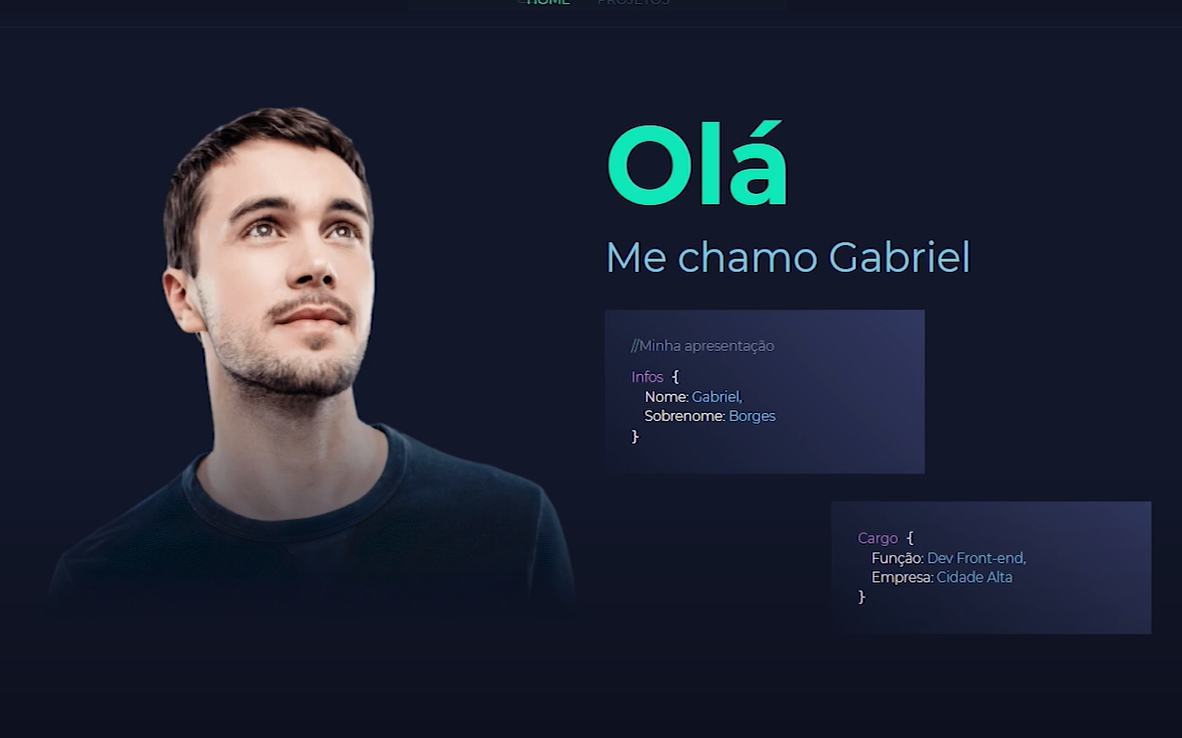 HOME PROJETOS
Olá
Me chamo Gabriel
//Minha apresentação
Infos {
Nome: Gabriel,
Sobrenome: Borges
}
Cargo {
Função: Dev Front-end,
Empresa: Cidade Alta
}